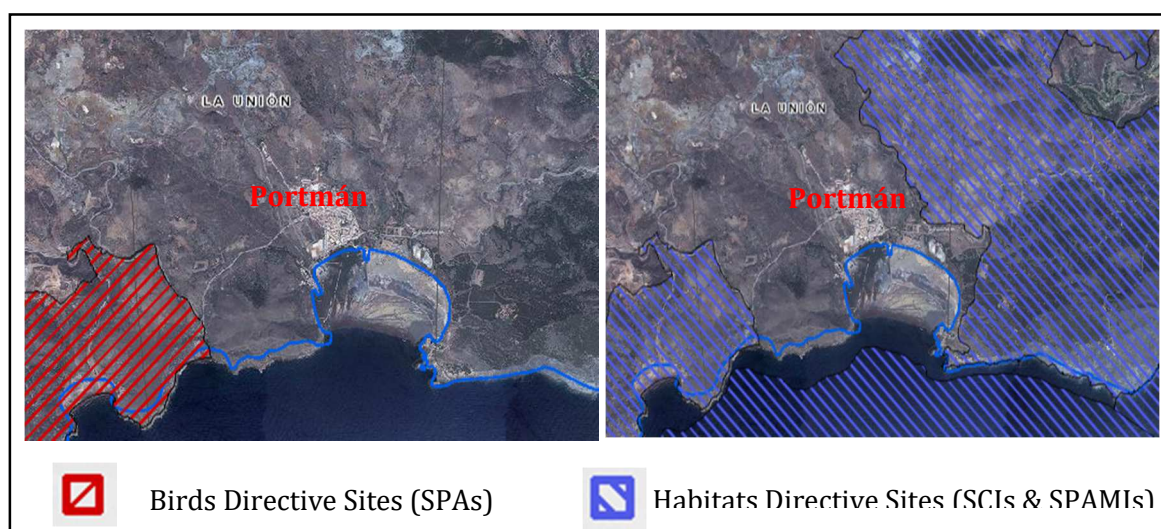 LA UNIÓN
Portmán
LA UNIÓN
Portmán
Birds Directive Sites (SPAs)
Habitats Directive Sites (SCIs & SPAMIs)